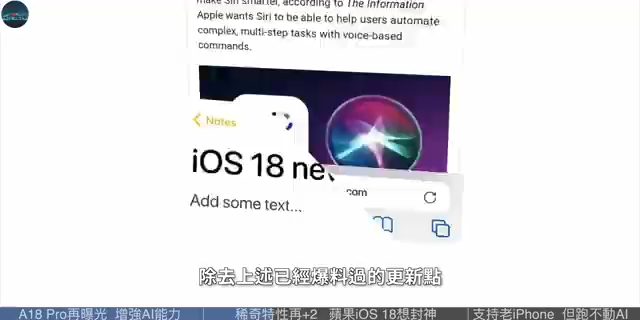 make Siri smarter, according to The Information
Apple wants Siri to be able to help users automate
complex, multi-step tasks with voice-based
commands.
Notes
iOS 18 ne
.com
Add some text...
除去上述已經爆料過的更新點
A18 Pro再曝光 增強AI能力
稀奇特性再+2 蘋果iOS 18想封神
支持老iPhone 但跑不動AI